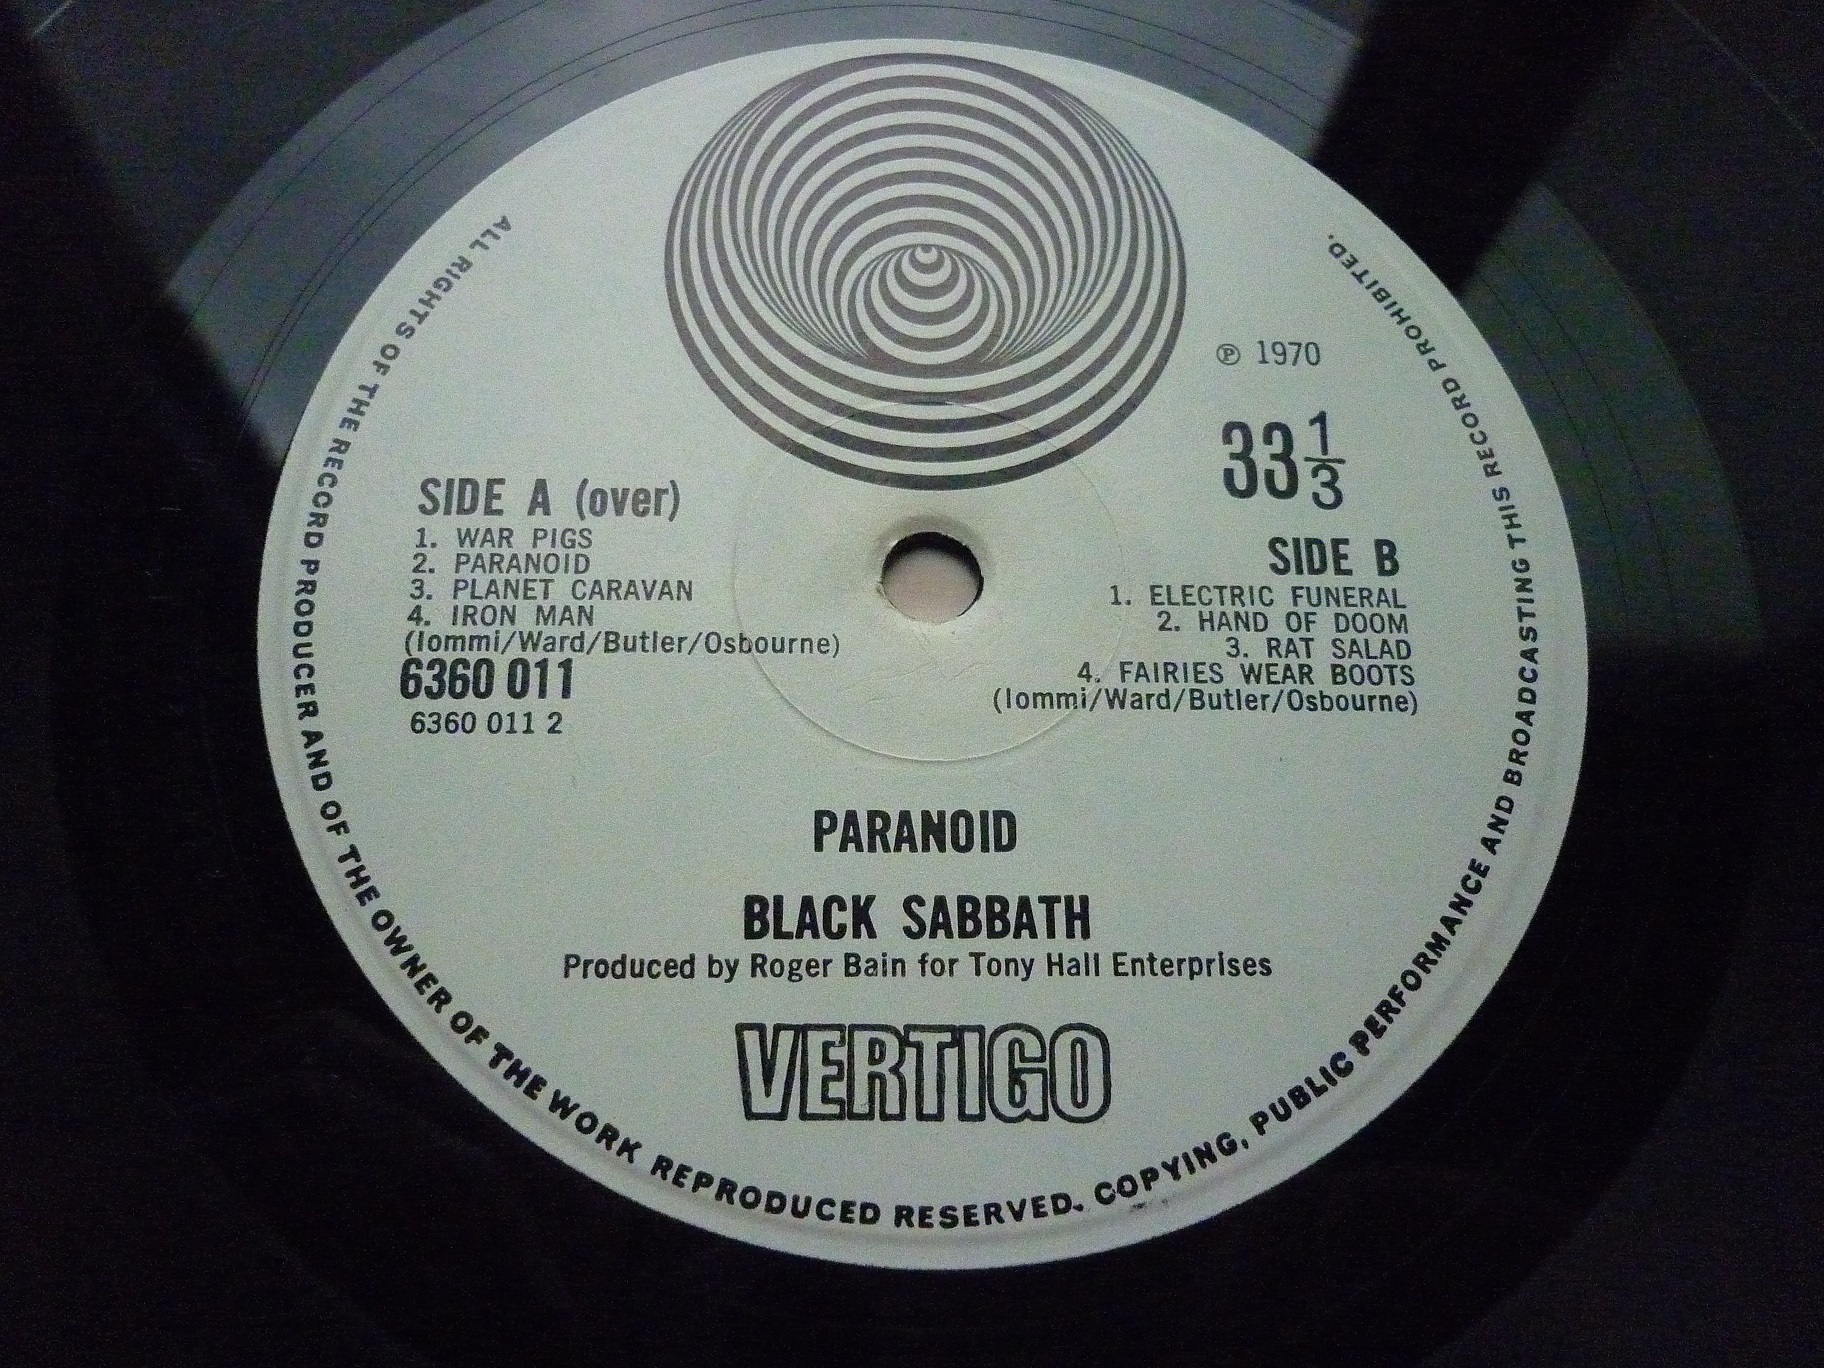 ALL RIGHTS OF THE RECORD PRODUCER AND OF THE OWNER OF THE WORK REPRODUCED RESERVED. COPYING, PUBLIC PERFORMANCE AND BROADCASTING THIS RECORD PROHIBITED.
℗ 1970
33 1/3
SIDE A (over)
1. WAR PIGS
2. PARANOID
3. PLANET CARAVAN
4. IRON MAN
(Iommi/Ward/Butler/Osbourne)
6360 011
6360 011 2
SIDE B
1. ELECTRIC FUNERAL
2. HAND OF DOOM
3. RAT SALAD
4. FAIRIES WEAR BOOTS
(Iommi/Ward/Butler/Osbourne)
PARANOID
BLACK SABBATH
Produced by Roger Bain for Tony Hall Enterprises
VERTIGO